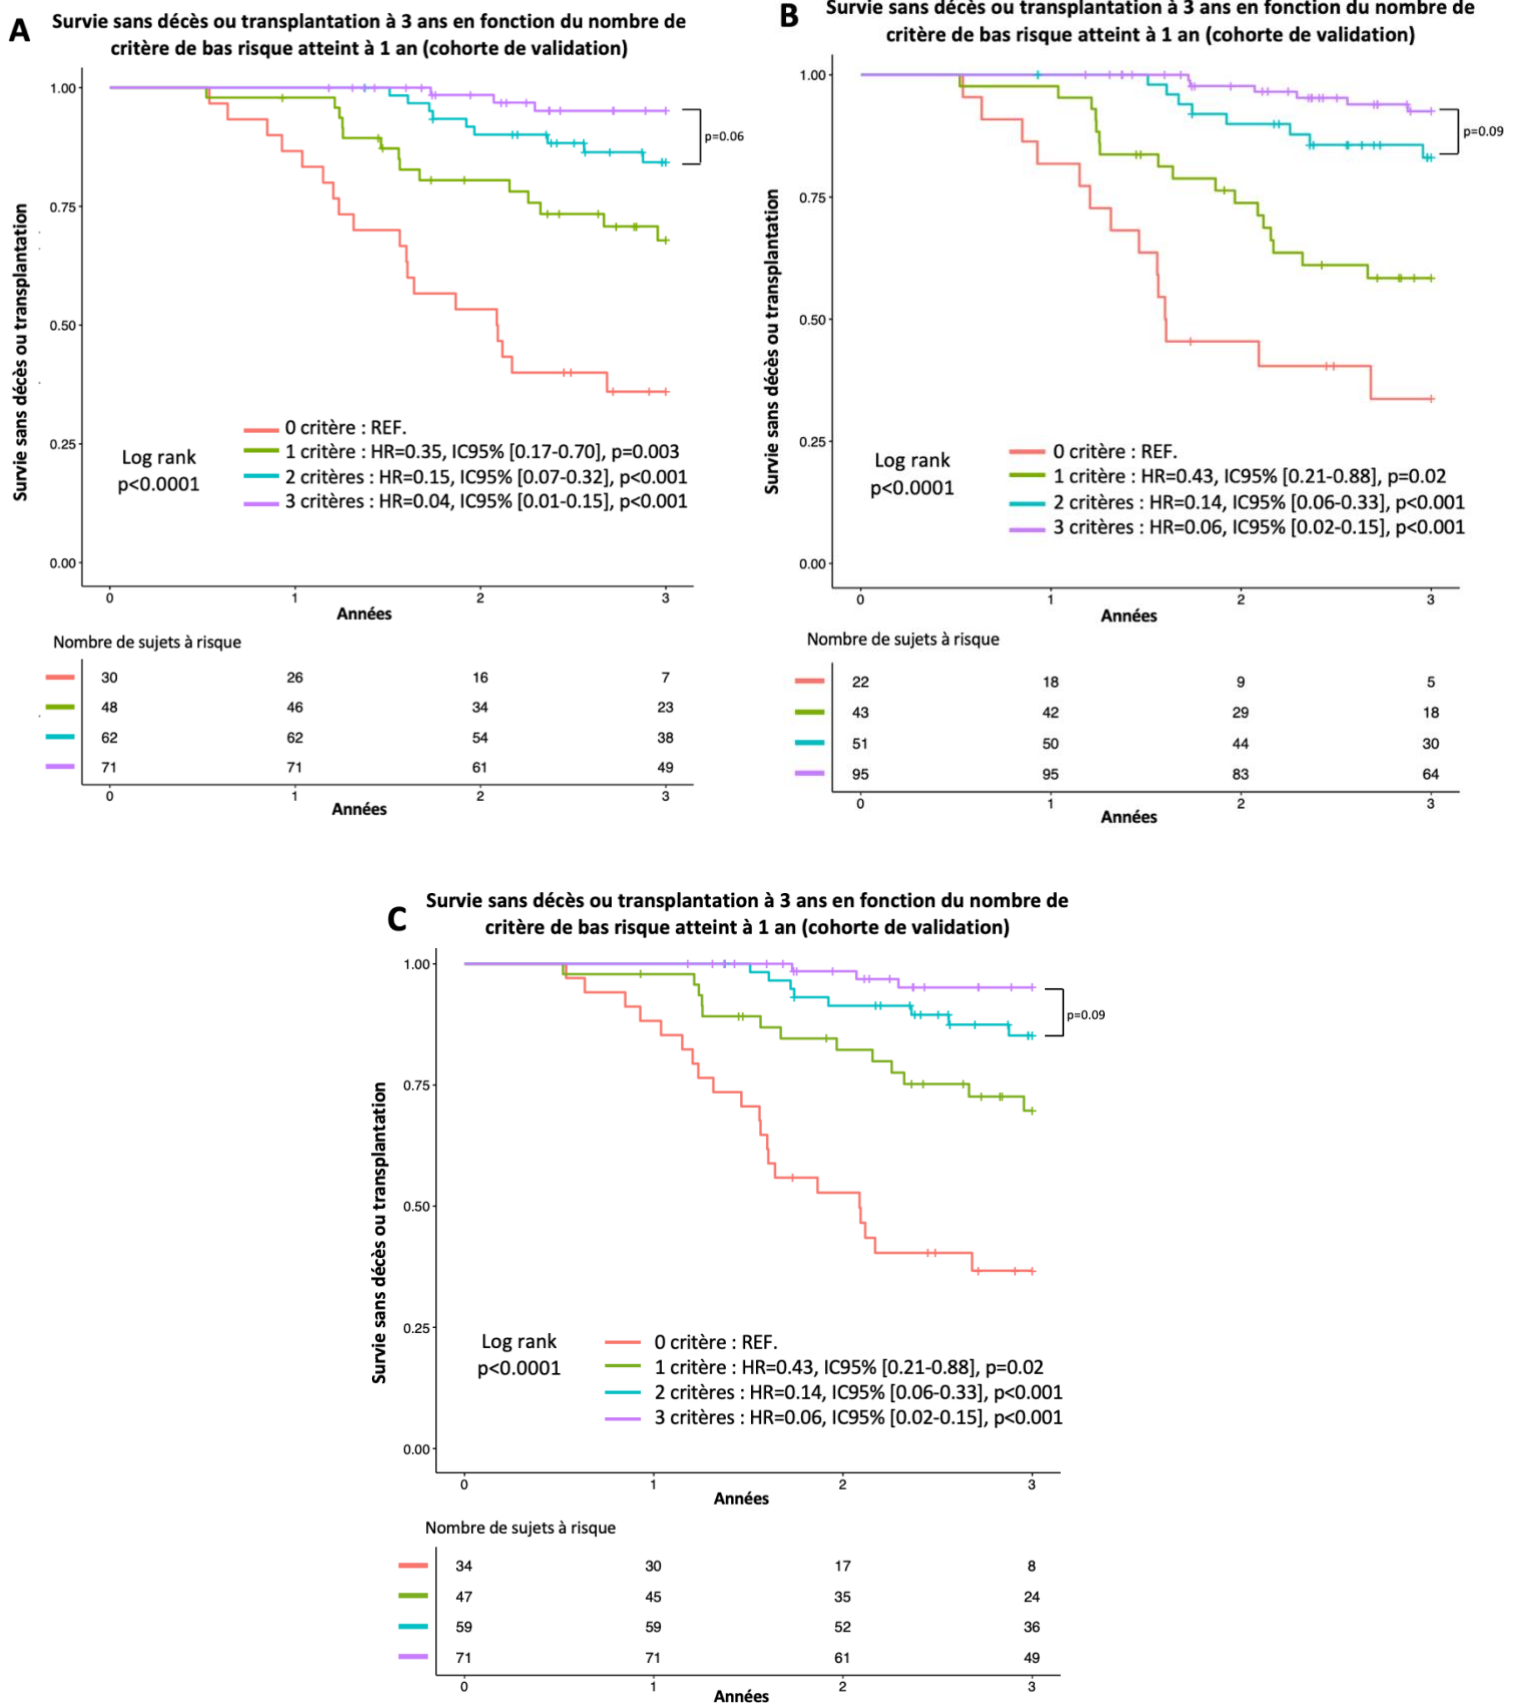 A
Survie sans décès ou transplantation à 3 ans en fonction du nombre de
critère de bas risque atteint à 1 an (cohorte de validation)
Survie sans décès ou transplantation
1.00
0.75
0.50
0.25
0.00
p=0.06
Log rank
p<0.0001
0 critère : REF.
1 critère : HR=0.35, IC95% [0.17-0.70], p=0.003
2 critères : HR=0.15, IC95% [0.07-0.32], p<0.001
3 critères : HR=0.04, IC95% [0.01-0.15], p<0.001
0 1 2 3
Années
Nombre de sujets à risque
30 26 16 7
48 46 34 23
62 62 54 38
71 71 61 49
0 1 2 3
Années
B
Survie sans décès ou transplantation à 3 ans en fonction du nombre de
critère de bas risque atteint à 1 an (cohorte de validation)
Survie sans décès ou transplantation
1.00
0.75
0.50
0.25
0.00
p=0.09
Log rank
p<0.0001
0 critère : REF.
1 critère : HR=0.43, IC95% [0.21-0.88], p=0.02
2 critères : HR=0.14, IC95% [0.06-0.33], p<0.001
3 critères : HR=0.06, IC95% [0.02-0.15], p<0.001
0 1 2 3
Années
Nombre de sujets à risque
22 18 9 5
43 42 29 18
51 50 44 30
95 95 83 64
0 1 2 3
Années
C
Survie sans décès ou transplantation à 3 ans en fonction du nombre de
critère de bas risque atteint à 1 an (cohorte de validation)
Survie sans décès ou transplantation
1.00
0.75
0.50
0.25
0.00
p=0.09
Log rank
p<0.0001
0 critère : REF.
1 critère : HR=0.43, IC95% [0.21-0.88], p=0.02
2 critères : HR=0.14, IC95% [0.06-0.33], p<0.001
3 critères : HR=0.06, IC95% [0.02-0.15], p<0.001
0 1 2 3
Années
Nombre de sujets à risque
34 30 17 8
47 45 35 24
59 59 52 36
71 71 61 49
0 1 2 3
Années